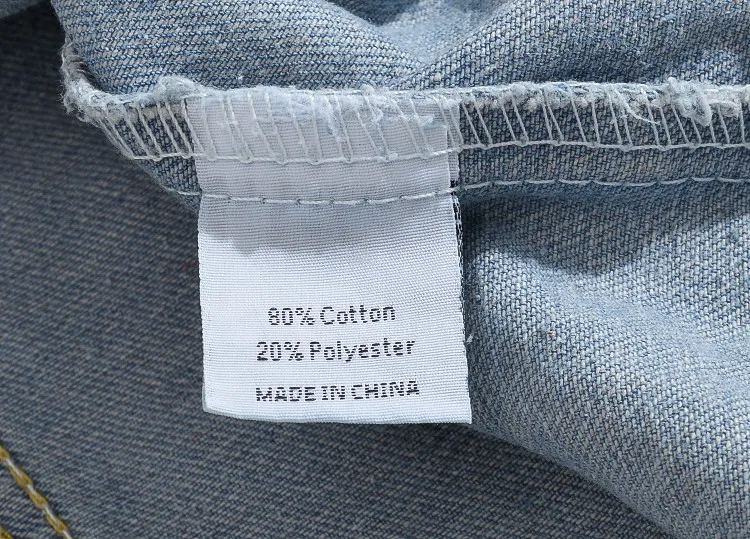 80% Cotton
20% Polyester
MADE IN CHINA